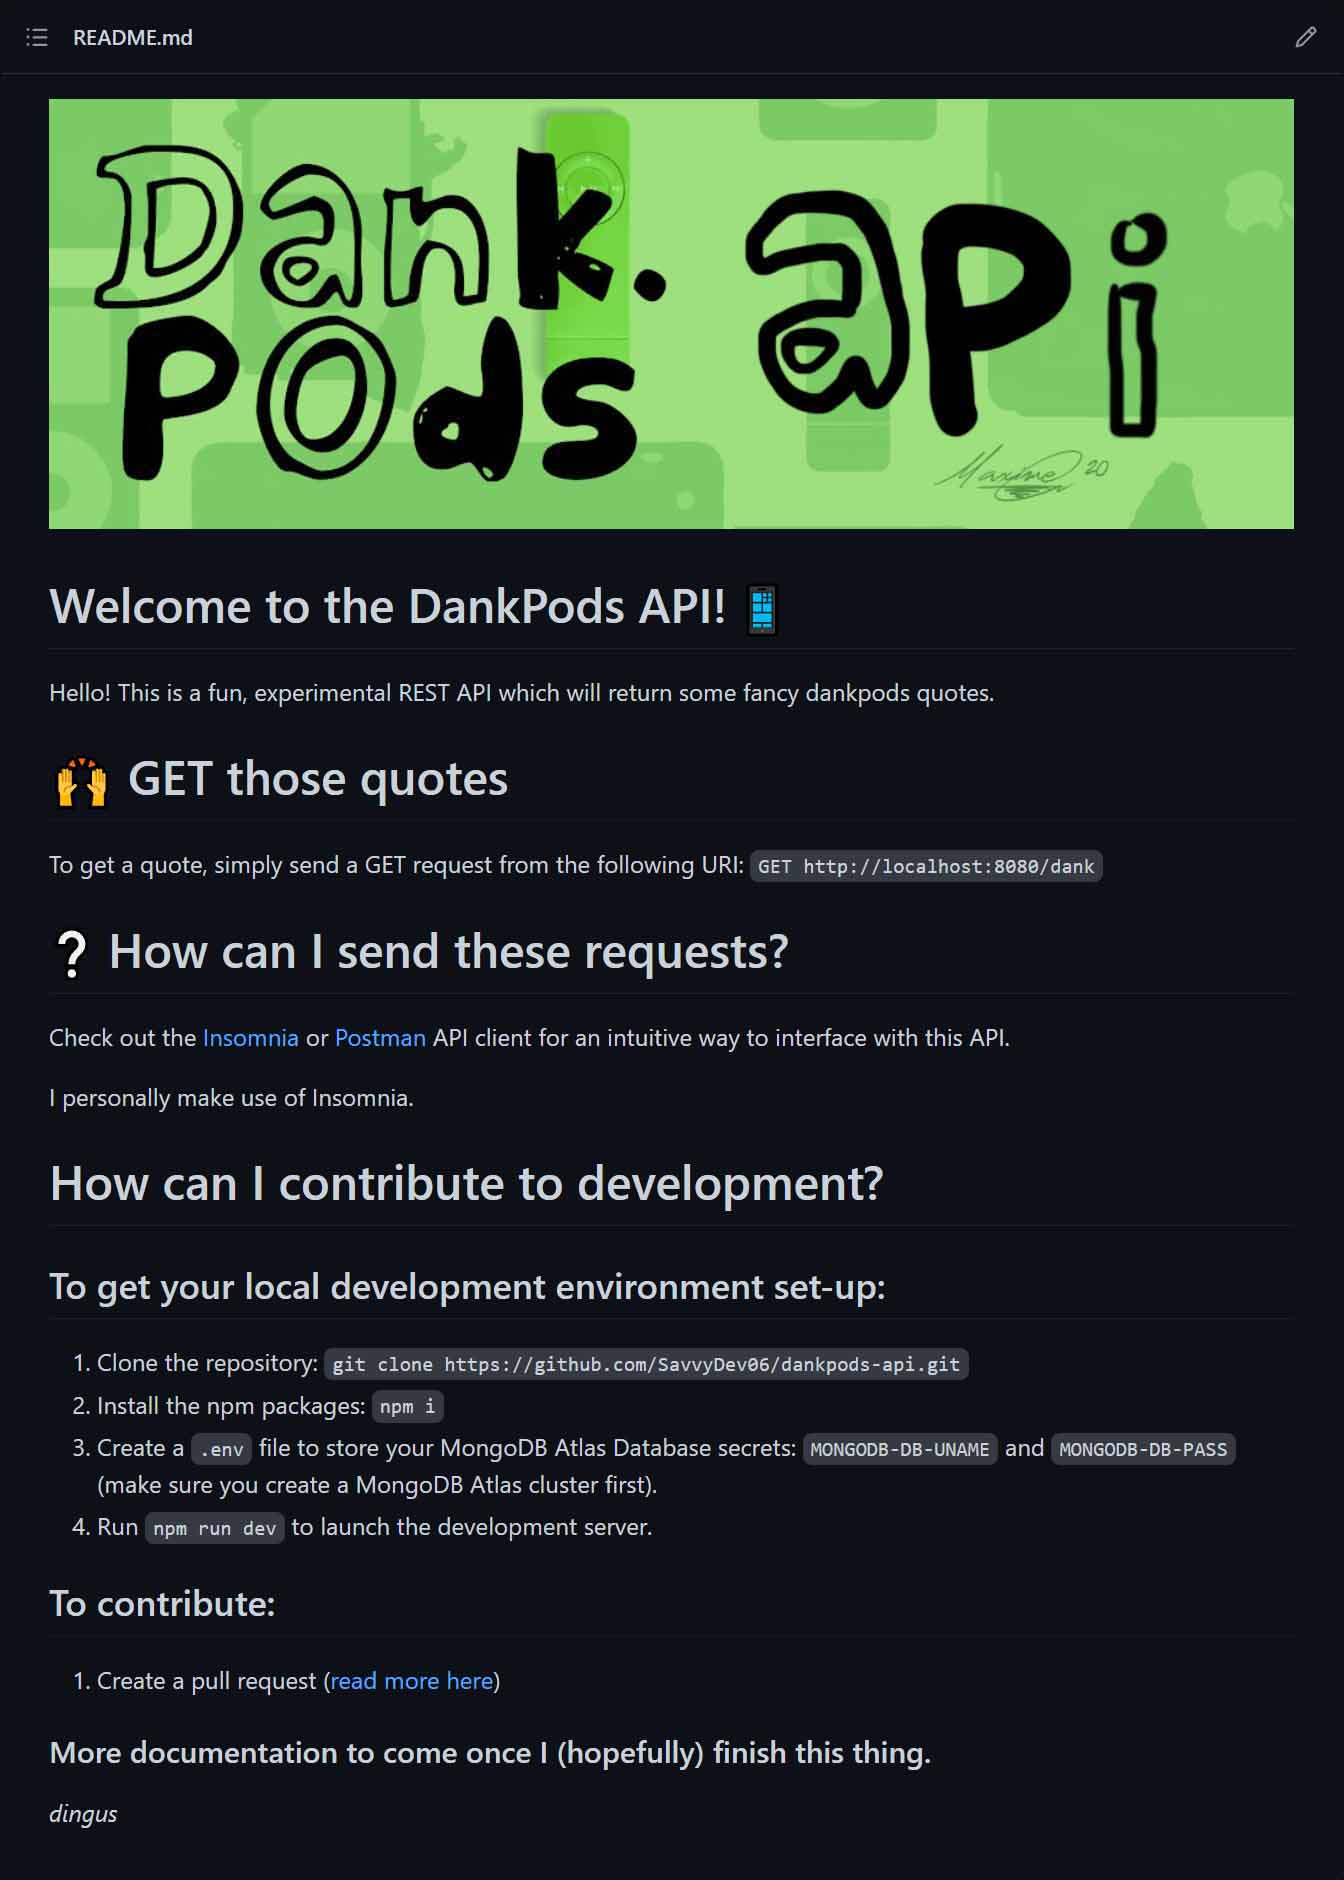 README.md
Dank.
Pods
api
Maxime 20
Welcome to the DankPods API! 📱
Hello! This is a fun, experimental REST API which will return some fancy dankpods quotes.
🙌 GET those quotes
To get a quote, simply send a GET request from the following URI: GET http://localhost:8080/dank
❔ How can I send these requests?
Check out the Insomnia or Postman API client for an intuitive way to interface with this API.
I personally make use of Insomnia.
How can I contribute to development?
To get your local development environment set-up:
1. Clone the repository: git clone https://github.com/SavvyDev06/dankpods-api.git
2. Install the npm packages: npm i
3. Create a .env file to store your MongoDB Atlas Database secrets: MONGODB-DB-UNAME and MONGODB-DB-PASS
(make sure you create a MongoDB Atlas cluster first).
4. Run npm run dev to launch the development server.
To contribute:
1. Create a pull request (read more here)
More documentation to come once I (hopefully) finish this thing.
dingus